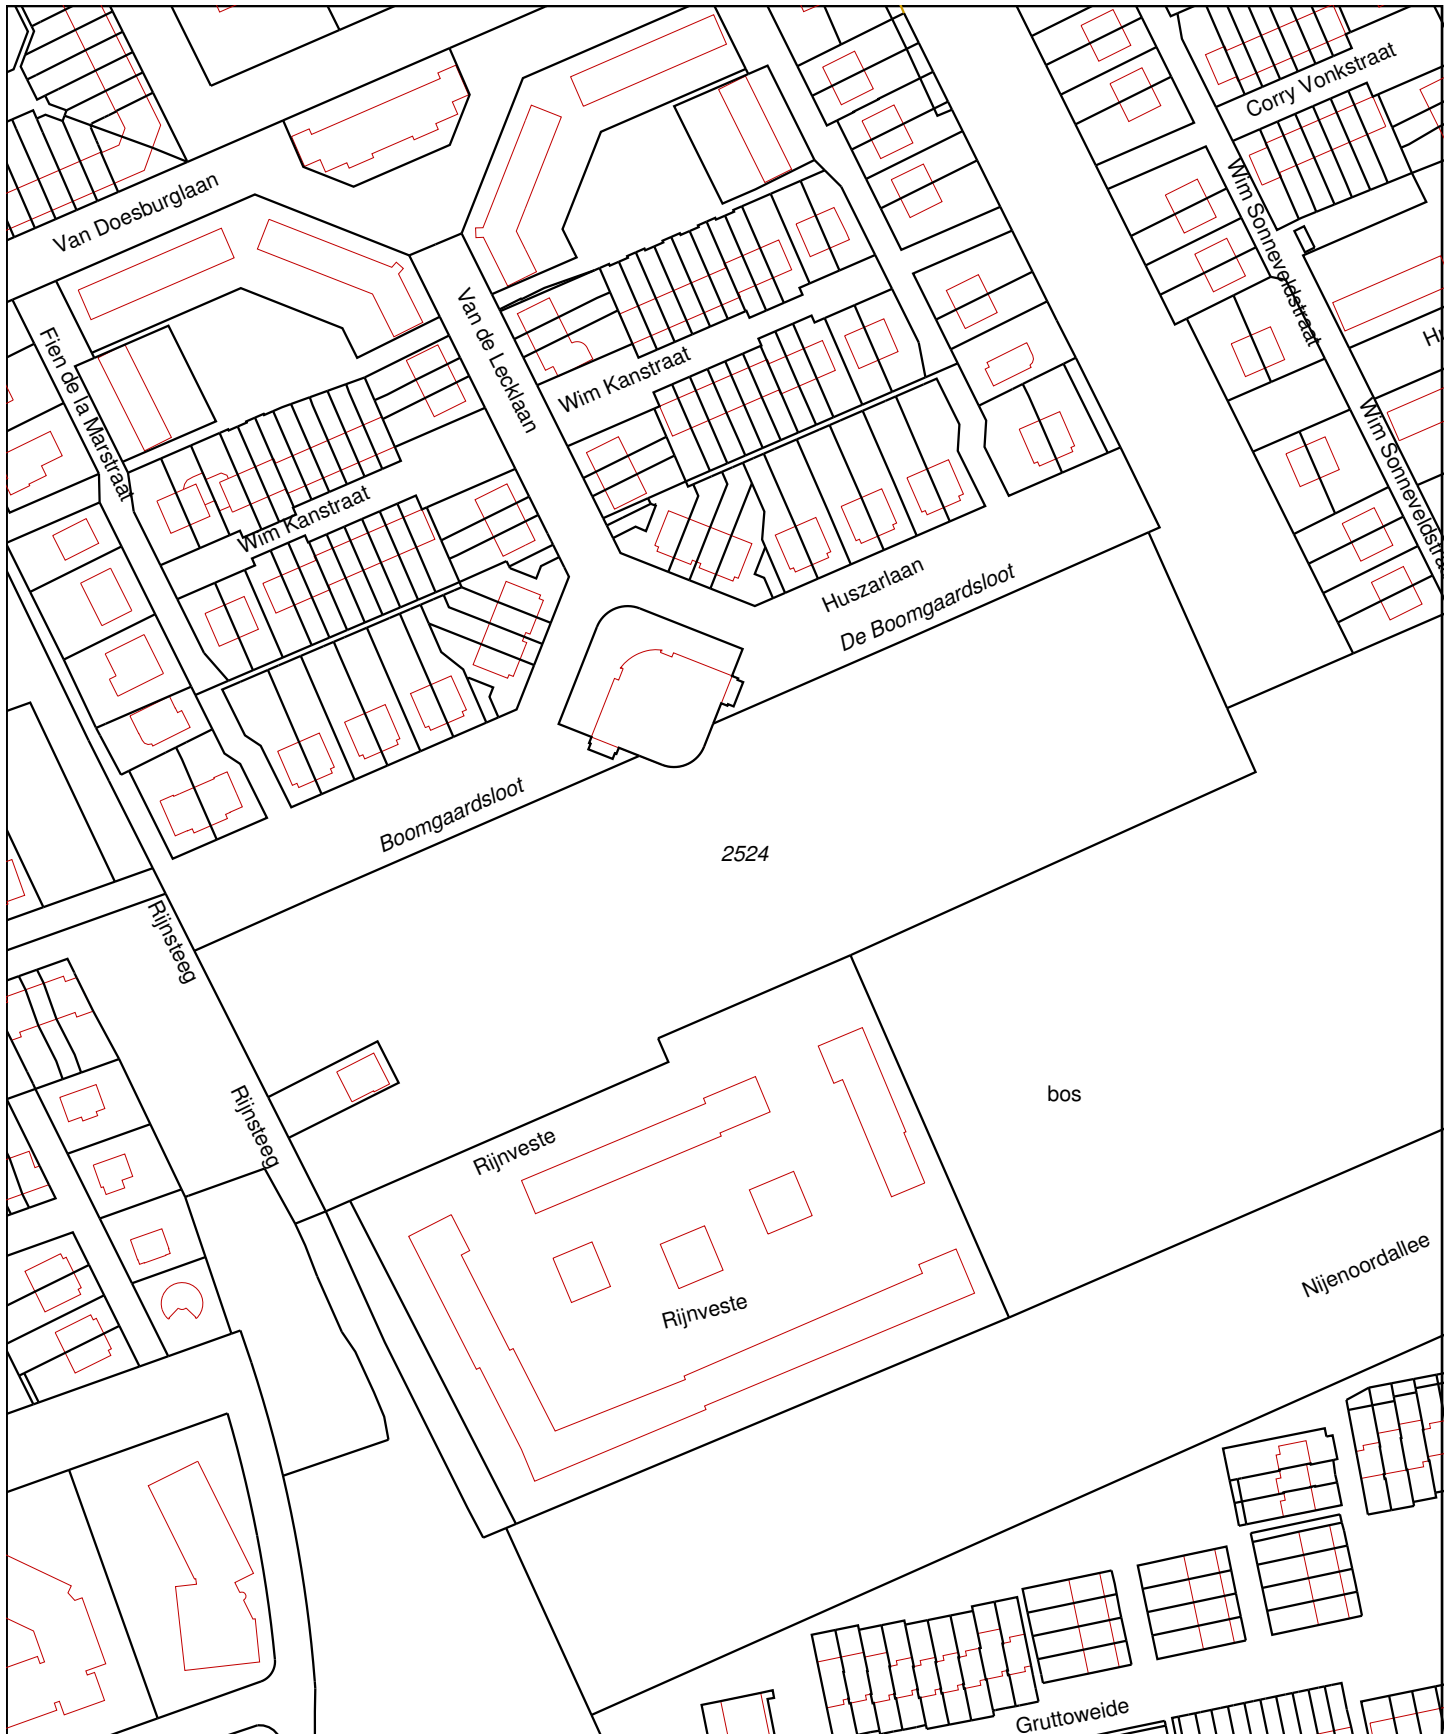 Corry Vonkstraat
Van Doesburglaan
Wim Sonneveldstraat
Van de Lecklaan
Fien de la Marstraat
Wim Kanstraat
Wim Sonneveldstra
Wim Kanstraat
Huszarlaan
De Boomgaardsloot
Boomgaardsloot
2524
Rijnsteeg
Rijnsteeg
bos
Rijnveste
Rijnveste
Nijenoordallee
Gruttoweide